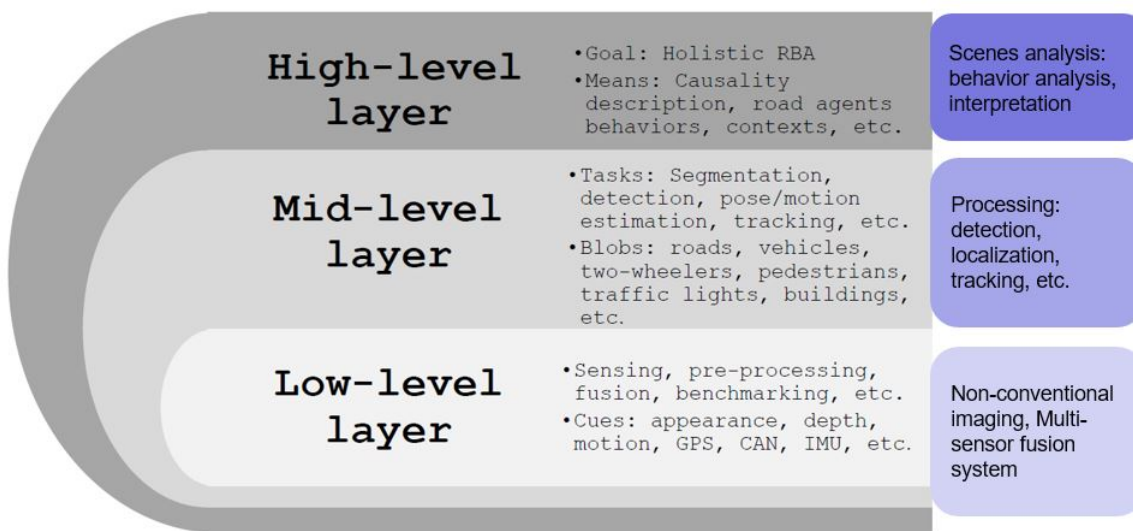 High-level
layer
•Goal: Holistic RBA
•Means: Causality
description, road agents
behaviors, contexts, etc.
Scenes analysis:
behavior analysis,
interpretation
Mid-level
layer
•Tasks: Segmentation,
detection, pose/motion
estimation, tracking, etc.
•Blobs: roads, vehicles,
two-wheelers, pedestrians,
traffic lights, buildings,
etc.
Processing:
detection,
localization,
tracking, etc.
Low-level
layer
•Sensing, pre-processing,
fusion, benchmarking, etc.
•Cues: appearance, depth,
motion, GPS, CAN, IMU, etc.
Non-conventional
imaging, Multi-
sensor fusion
system